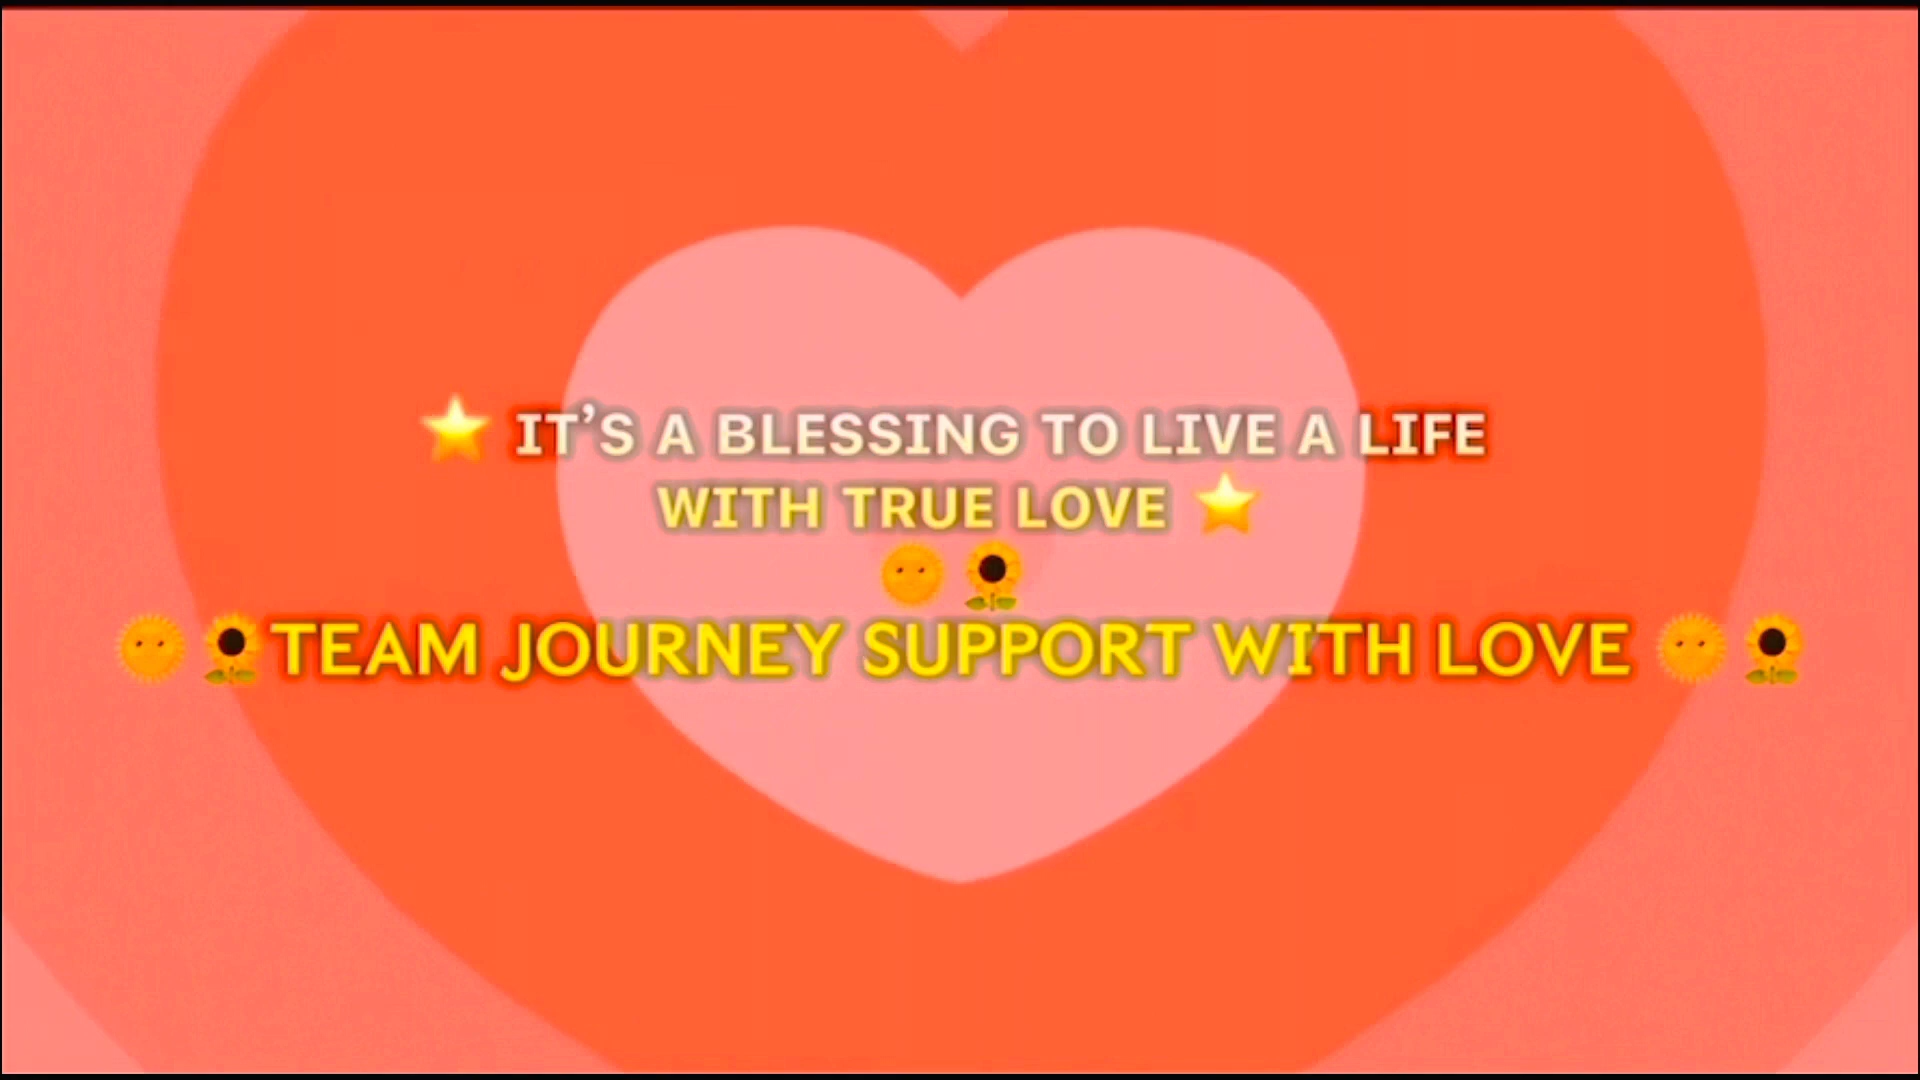 ⭐ IT'S A BLESSING TO LIVE A LIFE
WITH TRUE LOVE ⭐
🌞 🌻
🌞 🌻TEAM JOURNEY SUPPORT WITH LOVE 🌞 🌻